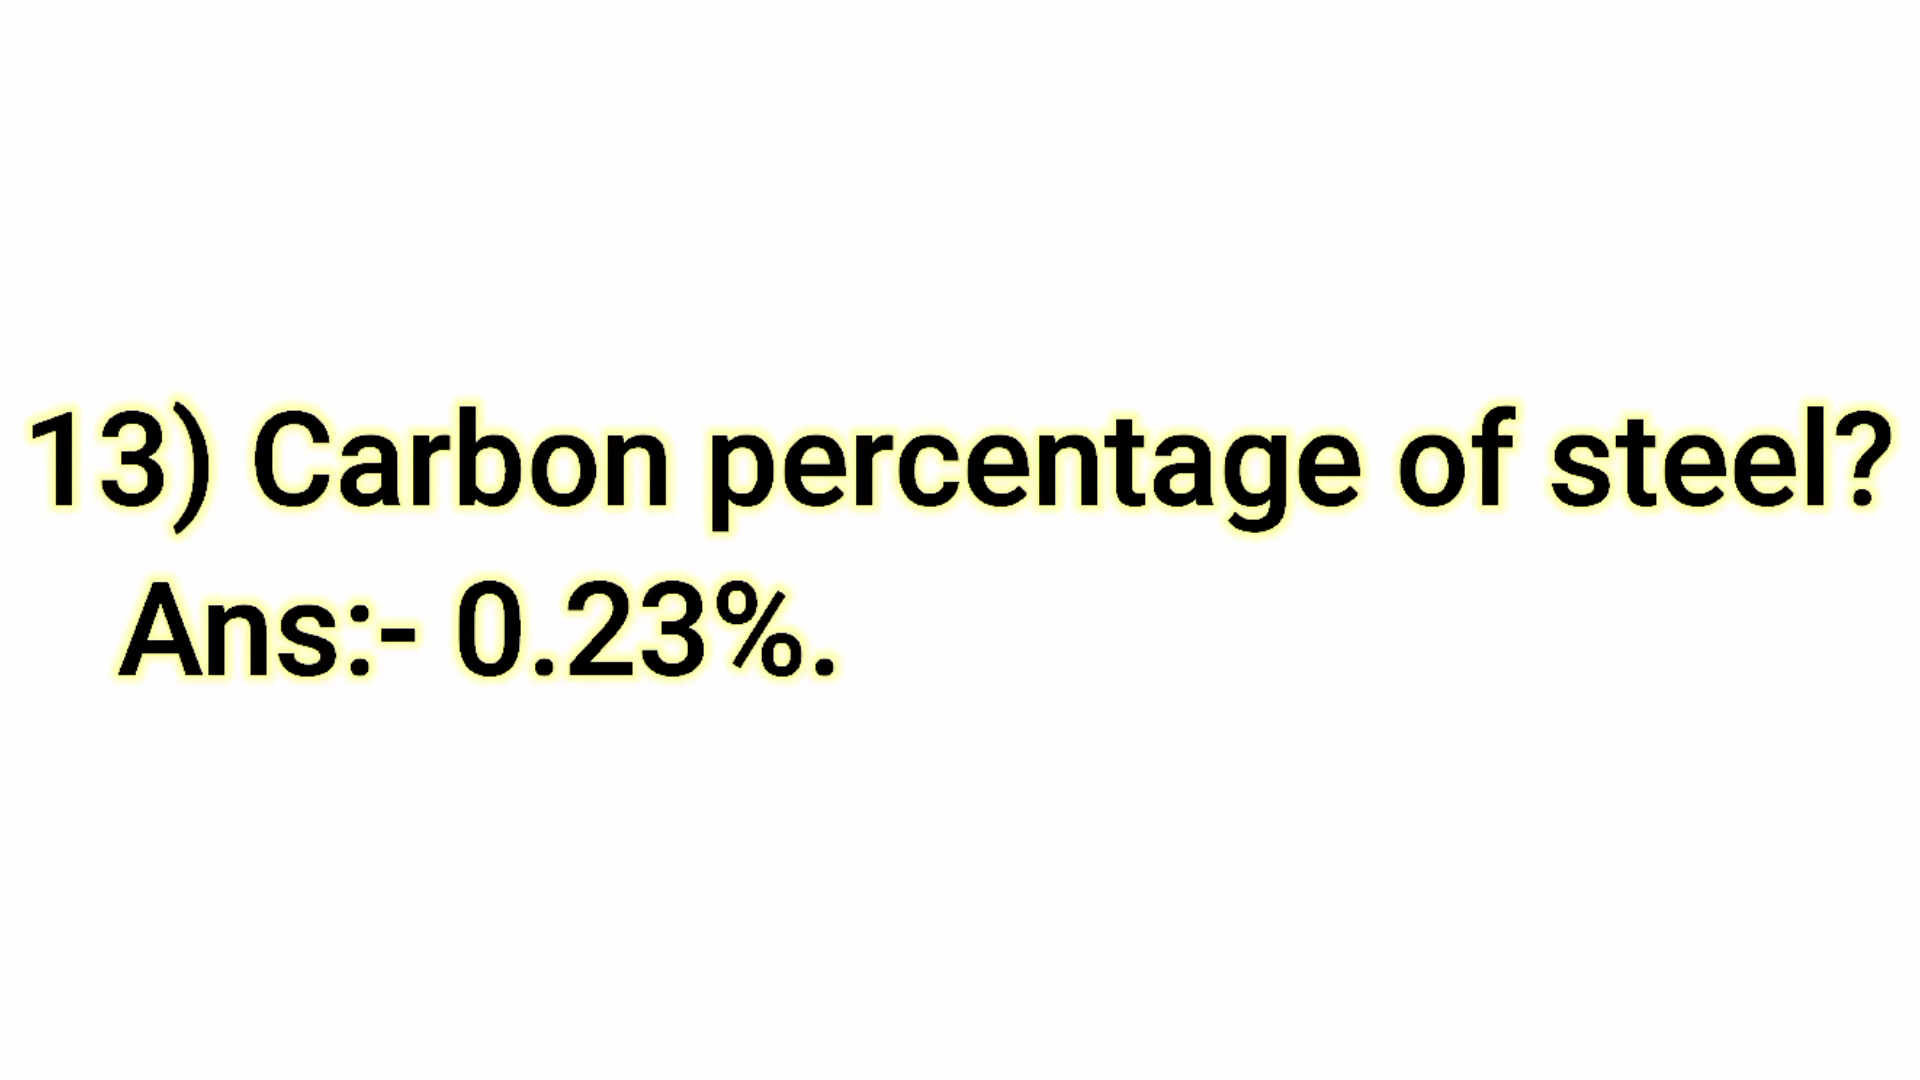 13) Carbon percentage of steel?
Ans:- 0.23%.